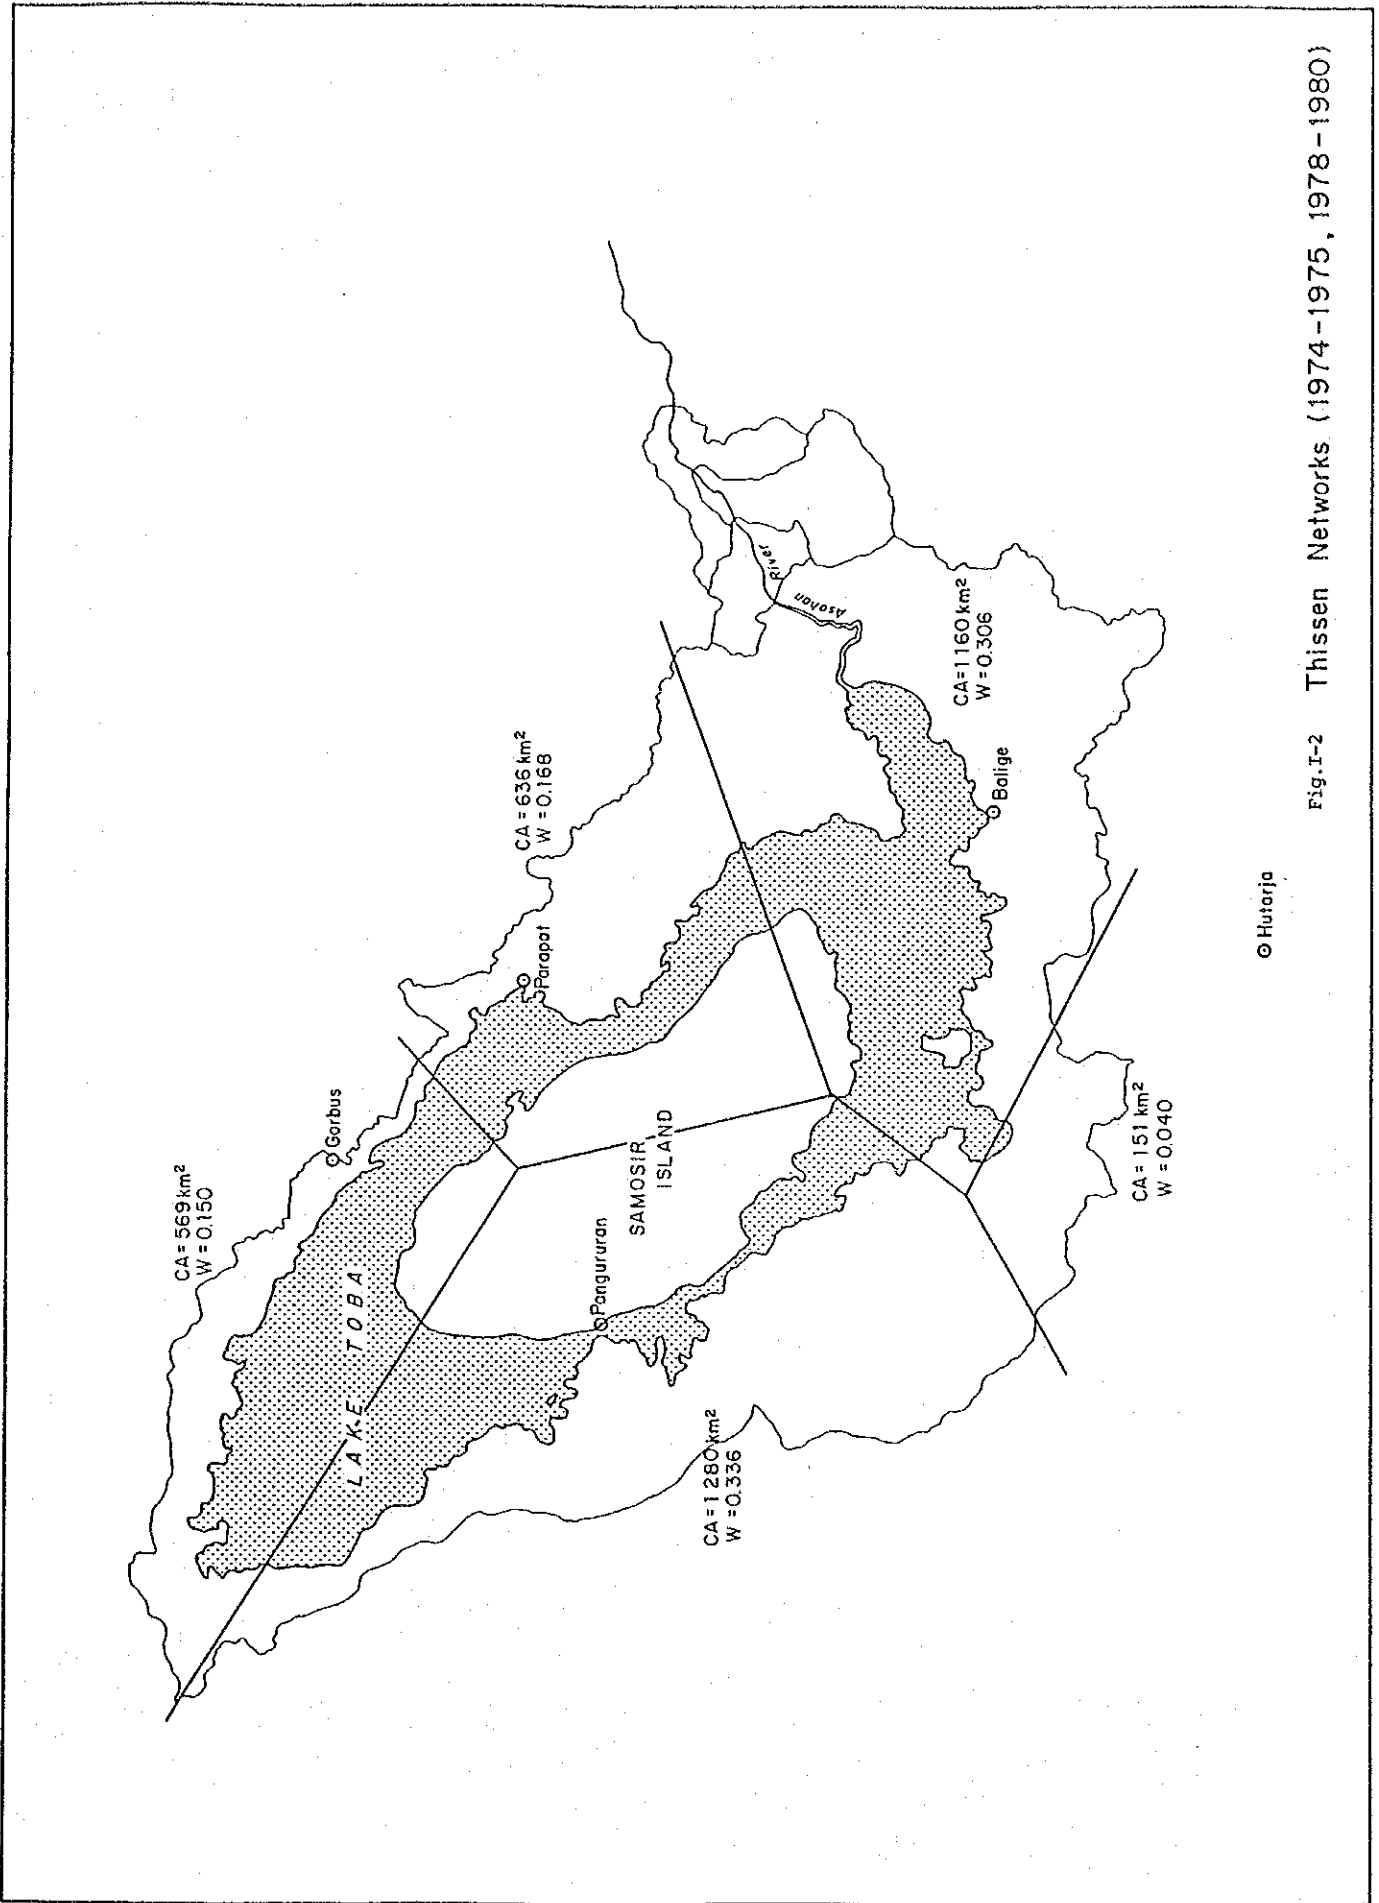 CA = 569 km²
W = 0.150
Garbus
CA = 636 km²
W = 0.168
Parapat
LAKE TOBA
Pangururan
SAMOSIR
ISLAND
Asahan River
CA = 1160 km²
W = 0.306
Balige
CA = 1280 km²
W = 0.336
CA = 151 km²
W = 0.040
Hutarja
Fig.I-2 Thissen Networks (1974-1975, 1978-1980)